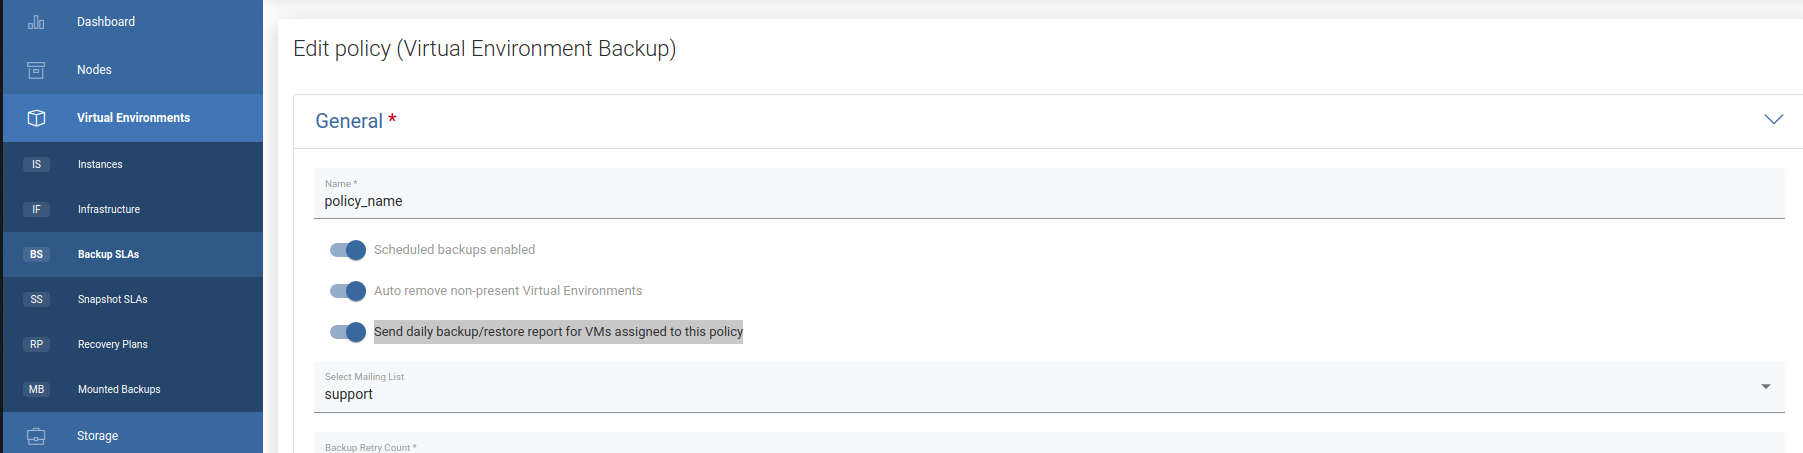 Dashboard
Nodes
Virtual Environments
IS Instances
IF Infrastructure
BS Backup SLAs
SS Snapshot SLAs
RP Recovery Plans
MB Mounted Backups
Storage
Edit policy (Virtual Environment Backup)
General *
Name *
policy_name
Scheduled backups enabled
Auto remove non-present Virtual Environments
Send daily backup/restore report for VMs assigned to this policy
Select Mailing List
support
Backup Retry Count *